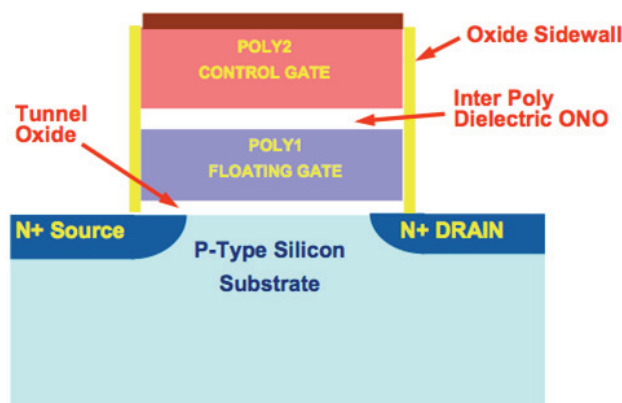 POLY2
CONTROL GATE
Oxide Sidewall
Inter Poly
Dielectric ONO
Tunnel
Oxide
POLY1
FLOATING GATE
N+ Source
N+ DRAIN
P-Type Silicon
Substrate